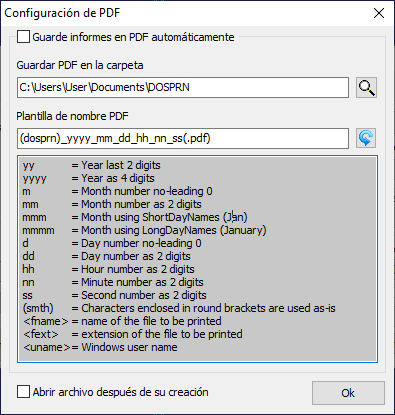 Configuración de PDF
Guarde informes en PDF automáticamente
Guardar PDF en la carpeta
C:\Users\User\Documents\DOSPRN
Plantilla de nombre PDF
(dosprn)_yyyy_mm_dd_hh_nn_ss(.pdf)
yy = Year last 2 digits
yyyy = Year as 4 digits
m = Month number no-leading 0
mm = Month number as 2 digits
mmm = Month using ShortDayNames (Jan)
mmmm = Month using LongDayNames (January)
d = Day number no-leading 0
dd = Day number as 2 digits
hh = Hour number as 2 digits
nn = Minute number as 2 digits
ss = Second number as 2 digits
(smth) = Characters enclosed in round brackets are used as-is
<fname> = name of the file to be printed
<fext> = extension of the file to be printed
<uname> = Windows user name
Abrir archivo después de su creación
Ok